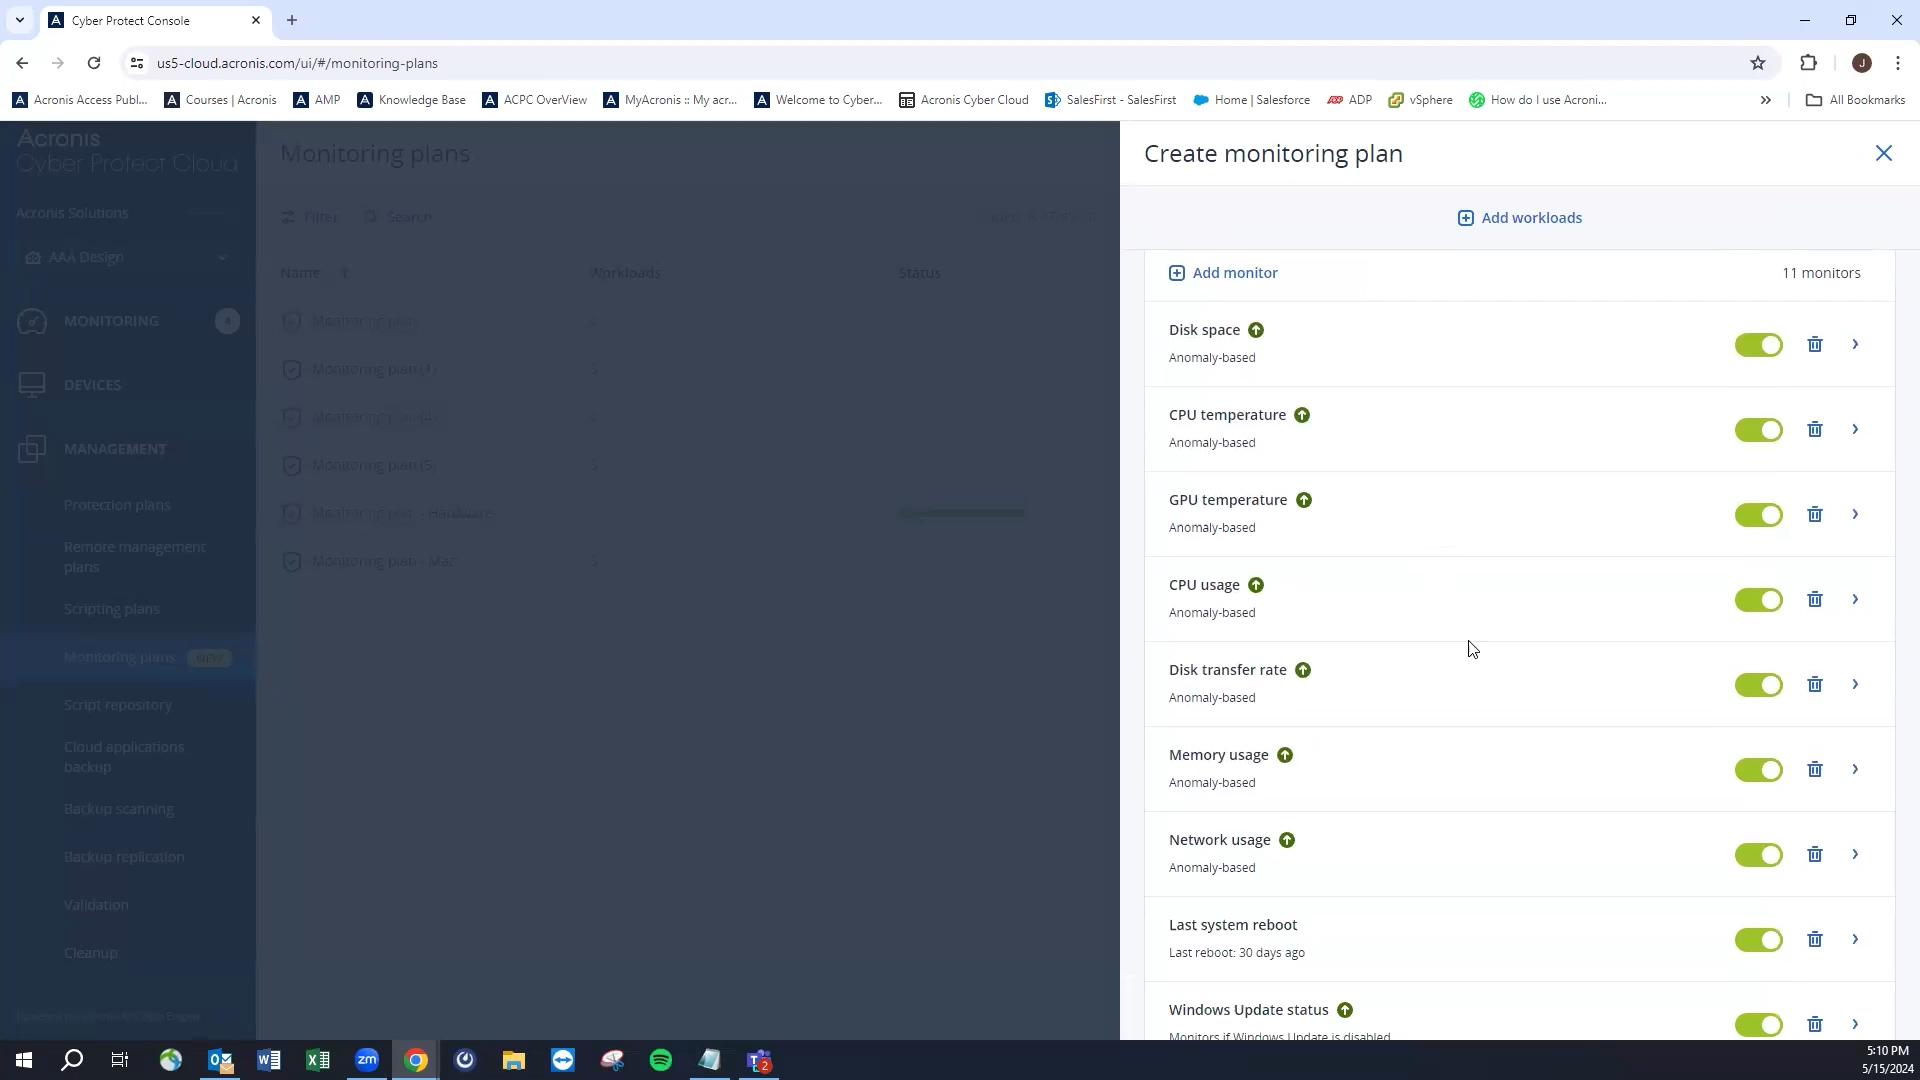 Cyber Protect Console
us5-cloud.acronis.com/ui/#/monitoring-plans
J
Acronis Access Publ...
Courses | Acronis
AMP
Knowledge Base
ACPC OverView
MyAcronis :: My acr...
Welcome to Cyber...
Acronis Cyber Cloud
SalesFirst - SalesFirst
Home | Salesforce
ADP
vSphere
How do I use Acroni...
All Bookmarks
Acronis
Cyber Protect Cloud
Acronis Solutions
AAA Design
MONITORING
4
DEVICES
MANAGEMENT
Protection plans
Remote management
plans
Scripting plans
Monitoring plans NEW
Script repository
Cloud applications
backup
Backup scanning
Backup replication
Validation
Cleanup
Monitoring plans
Filter
Search
Name
Workloads
Status
Monitoring plan
Monitoring plan (1)
Monitoring plan (4)
Monitoring plan (5)
Monitoring plan - Hardware
Monitoring plan - Mac
Create monitoring plan
Add workloads
Add monitor
11 monitors
Disk space
Anomaly-based
CPU temperature
Anomaly-based
GPU temperature
Anomaly-based
CPU usage
Anomaly-based
Disk transfer rate
Anomaly-based
Memory usage
Anomaly-based
Network usage
Anomaly-based
Last system reboot
Last reboot: 30 days ago
Windows Update status
Monitors if Windows Update is disabled
zm
2
5:10 PM
5/15/2024